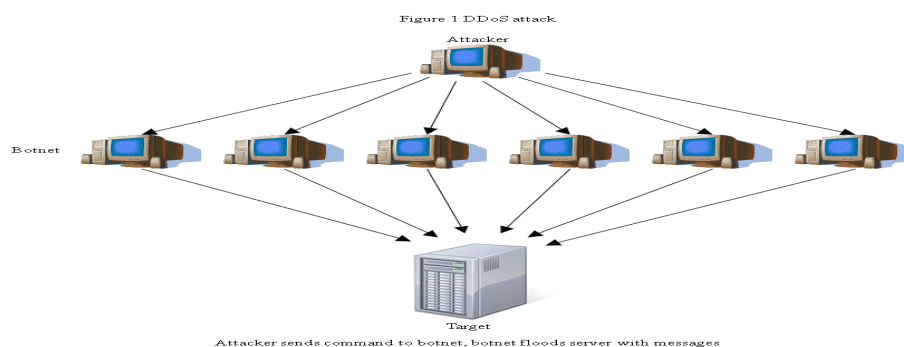 Figure 1 DDoS attack
Attacker
Botnet
Target
Attacker sends command to botnet, botnet floods server with messages